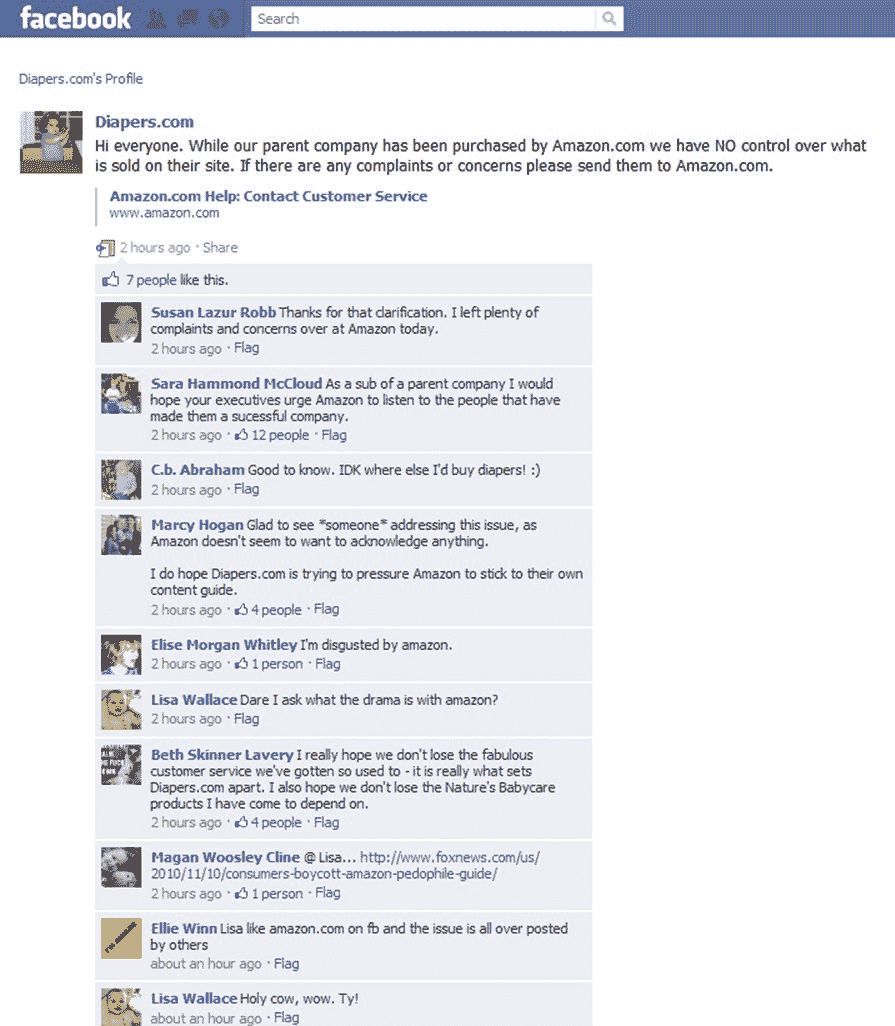 facebook
Search
Diapers.com's Profile
Diapers.com
Hi everyone. While our parent company has been purchased by Amazon.com we have NO control over what
is sold on their site. If there are any complaints or concerns please send them to Amazon.com.
Amazon.com Help: Contact Customer Service
www.amazon.com
2 hours ago · Share
7 people like this.
Susan Lazur Robb Thanks for that clarification. I left plenty of
complaints and concerns over at Amazon today.
2 hours ago · Flag
Sara Hammond McCloud As a sub of a parent company I would
hope your executives urge Amazon to listen to the people that have
made them a sucessful company.
2 hours ago · 12 people · Flag
C.b. Abraham Good to know. IDK where else I'd buy diapers! :)
2 hours ago · Flag
Marcy Hogan Glad to see *someone* addressing this issue, as
Amazon doesn't seem to want to acknowledge anything.
I do hope Diapers.com is trying to pressure Amazon to stick to their own
content guide.
2 hours ago · 4 people · Flag
Elise Morgan Whitley I'm disgusted by amazon.
2 hours ago · 1 person · Flag
Lisa Wallace Dare I ask what the drama is with amazon?
2 hours ago · Flag
Beth Skinner Lavery I really hope we don't lose the fabulous
customer service we've gotten so used to - it is really what sets
Diapers.com apart. I also hope we don't lose the Nature's Babycare
products I have come to depend on.
2 hours ago · 4 people · Flag
Magan Woosley Cline @ Lisa... http://www.foxnews.com/us/
2010/11/10/consumers-boycott-amazon-pedophile-guide/
2 hours ago · 1 person · Flag
Ellie Winn Lisa like amazon.com on fb and the issue is all over posted
by others
about an hour ago · Flag
Lisa Wallace Holy cow, wow. Ty!
about an hour ago · Flag